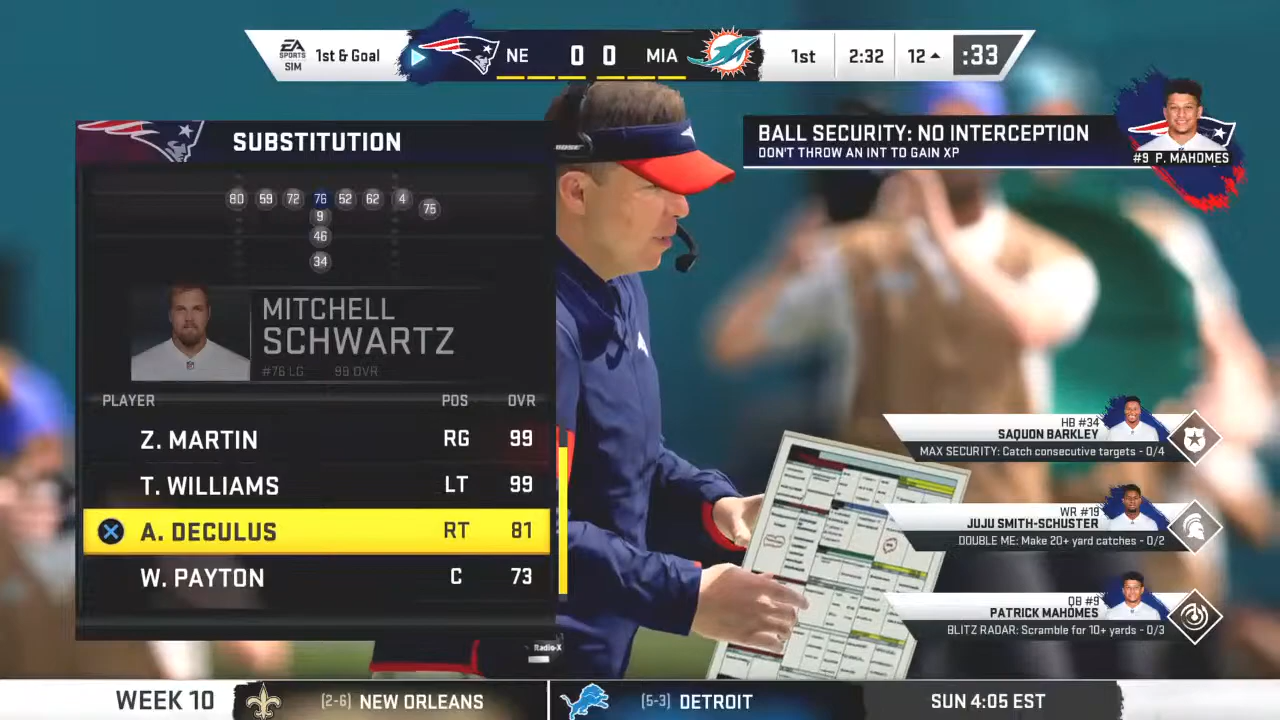 EA SPORTS SIM
1st & Goal
NE 0 0 MIA
1st 2:32 12 :33
SUBSTITUTION
BALL SECURITY: NO INTERCEPTION
DON'T THROW AN INT TO GAIN XP
#9 P. MAHOMES
BOSE
80 59 72 76 52 62 4 75
9
46
34
MITCHELL
SCHWARTZ
#76 LG 99 OVR
PLAYER POS OVR
Z. MARTIN RG 99
T. WILLIAMS LT 99
A. DECULUS RT 81
W. PAYTON C 73
HB #34
SAQUON BARKLEY
MAX SECURITY: Catch consecutive targets - 0/4
WR #19
JUJU SMITH-SCHUSTER
DOUBLE ME: Make 20+ yard catches - 0/2
QB #9
PATRICK MAHOMES
BLITZ RADAR: Scramble for 10+ yards - 0/3
Radio-X
WEEK 10 (2-6) NEW ORLEANS (5-3) DETROIT SUN 4:05 EST